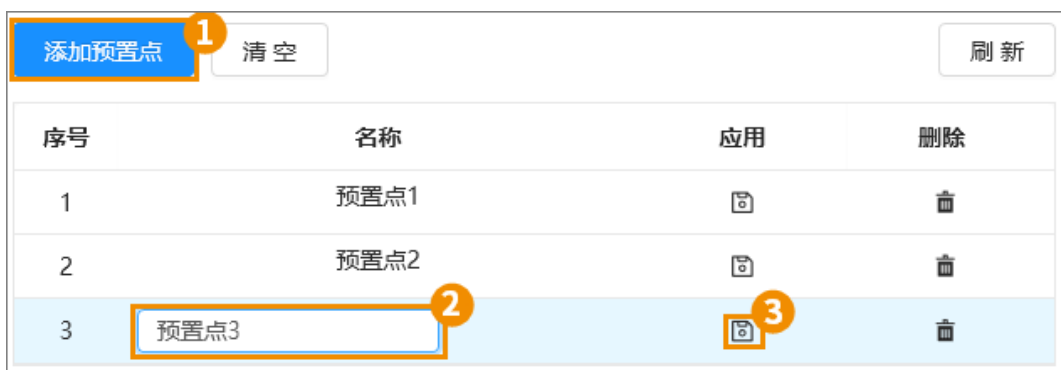 添加预置点 1 清空 刷新
序号 名称 应用 删除
1 预置点1
2 预置点2
3 预置点3 2 3